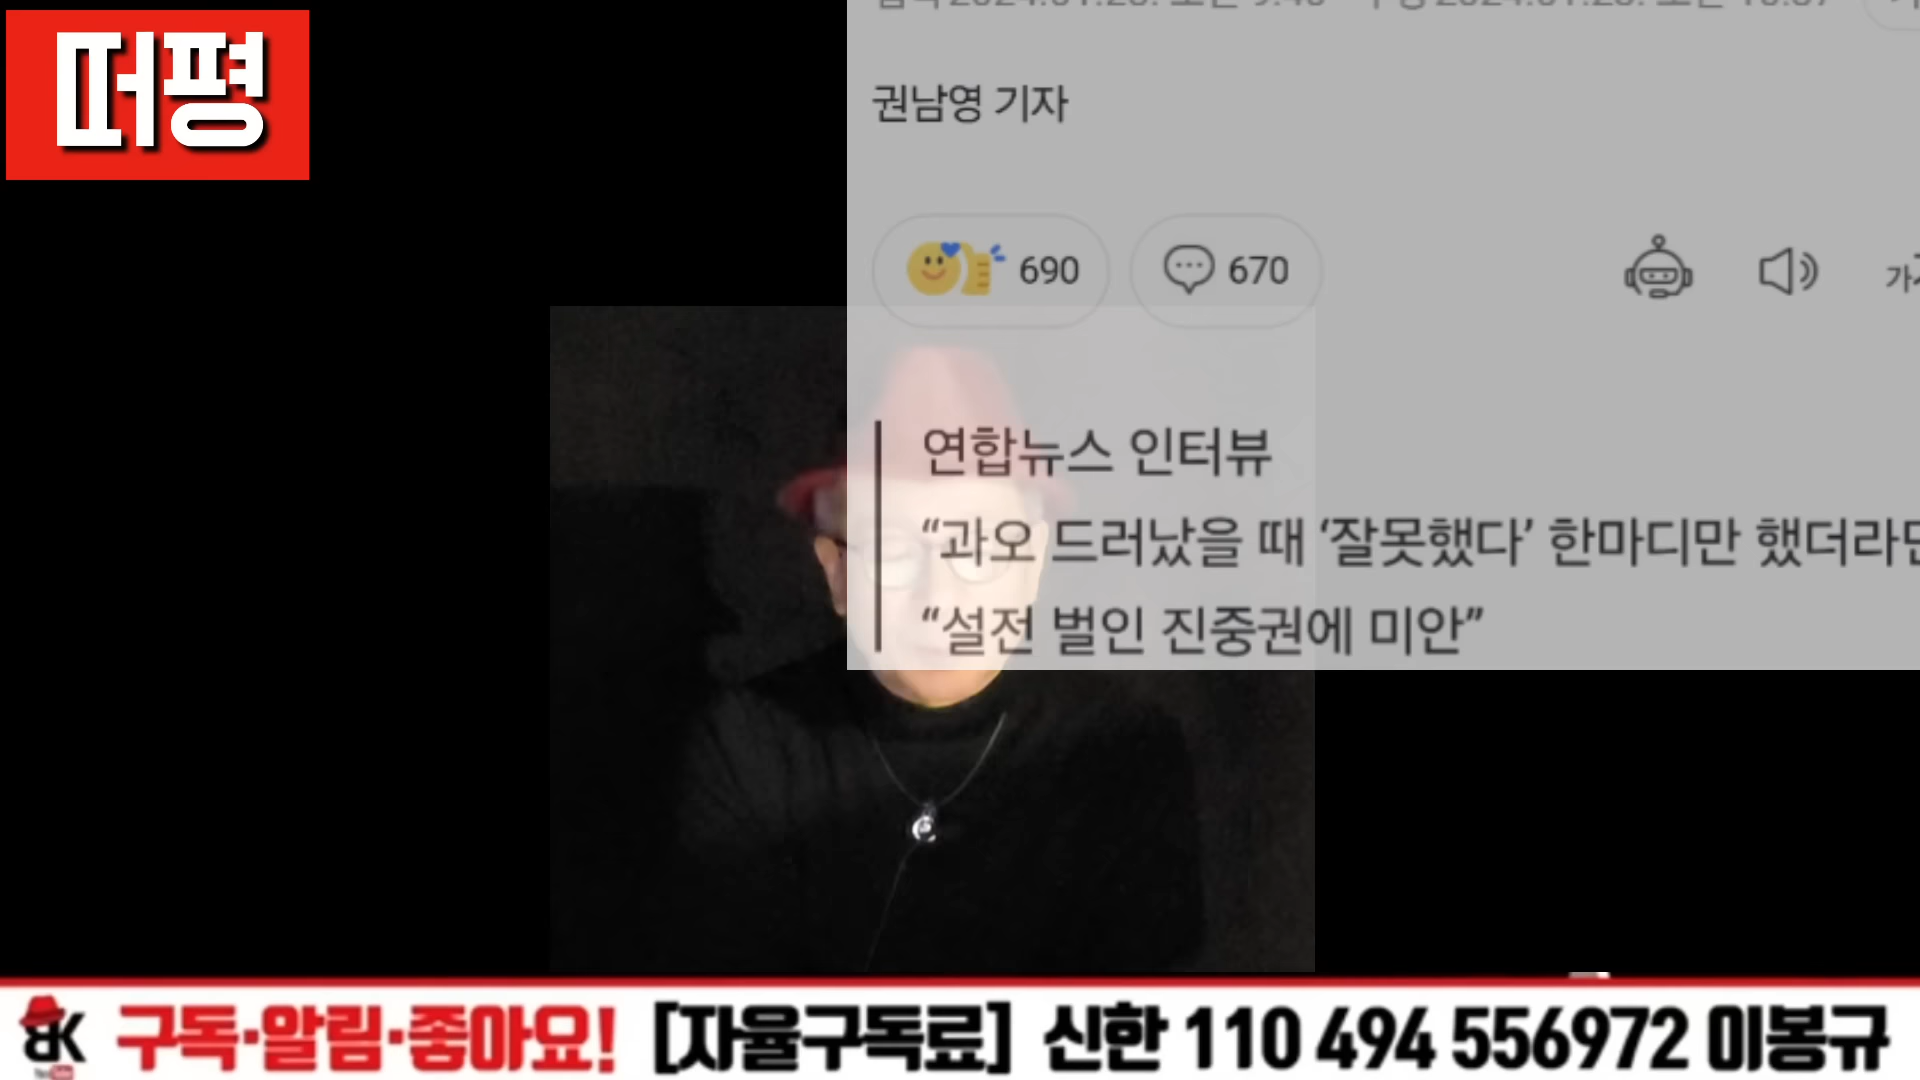 떠평
권남영 기자
690 670
가
연합뉴스 인터뷰
“과오 드러났을 때 ‘잘못했다’ 한마디만 했더라면
“설전 벌인 진중권에 미안”
BK 구독·알림·좋아요! [자율구독료] 신한 110 494 556972 이봉규